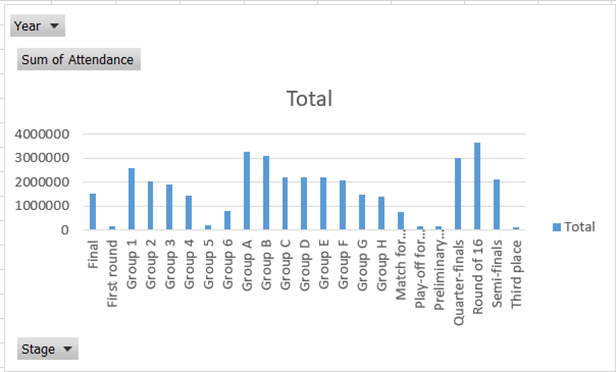 Year
Sum of Attendance
Total
4000000
3000000
2000000
1000000
0
Total
Final
First round
Group 1
Group 2
Group 3
Group 4
Group 5
Group 6
Group A
Group B
Group C
Group D
Group E
Group F
Group G
Group H
Match for...
Play-off for...
Preliminary...
Quarter-finals
Round of 16
Semi-finals
Third place
Stage